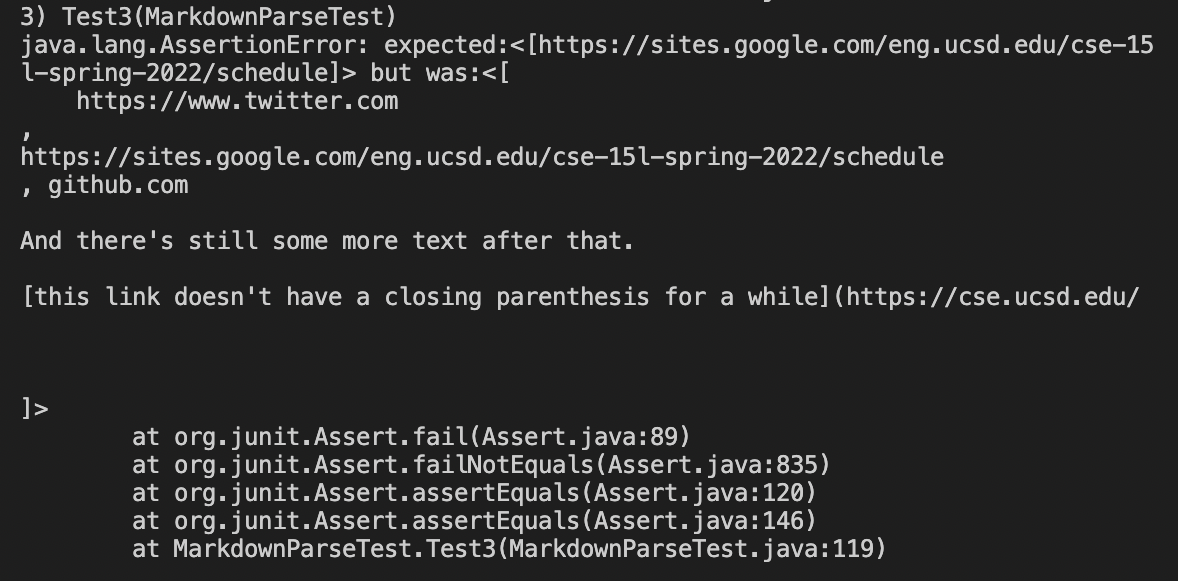 3) Test3(MarkdownParseTest)
java.lang.AssertionError: expected:<[https://sites.google.com/eng.ucsd.edu/cse-15
l-spring-2022/schedule]> but was:<[
    https://www.twitter.com
,
https://sites.google.com/eng.ucsd.edu/cse-15l-spring-2022/schedule
, github.com

And there's still some more text after that.

[this link doesn't have a closing parenthesis for a while](https://cse.ucsd.edu/



]>
        at org.junit.Assert.fail(Assert.java:89)
        at org.junit.Assert.failNotEquals(Assert.java:835)
        at org.junit.Assert.assertEquals(Assert.java:120)
        at org.junit.Assert.assertEquals(Assert.java:146)
        at MarkdownParseTest.Test3(MarkdownParseTest.java:119)